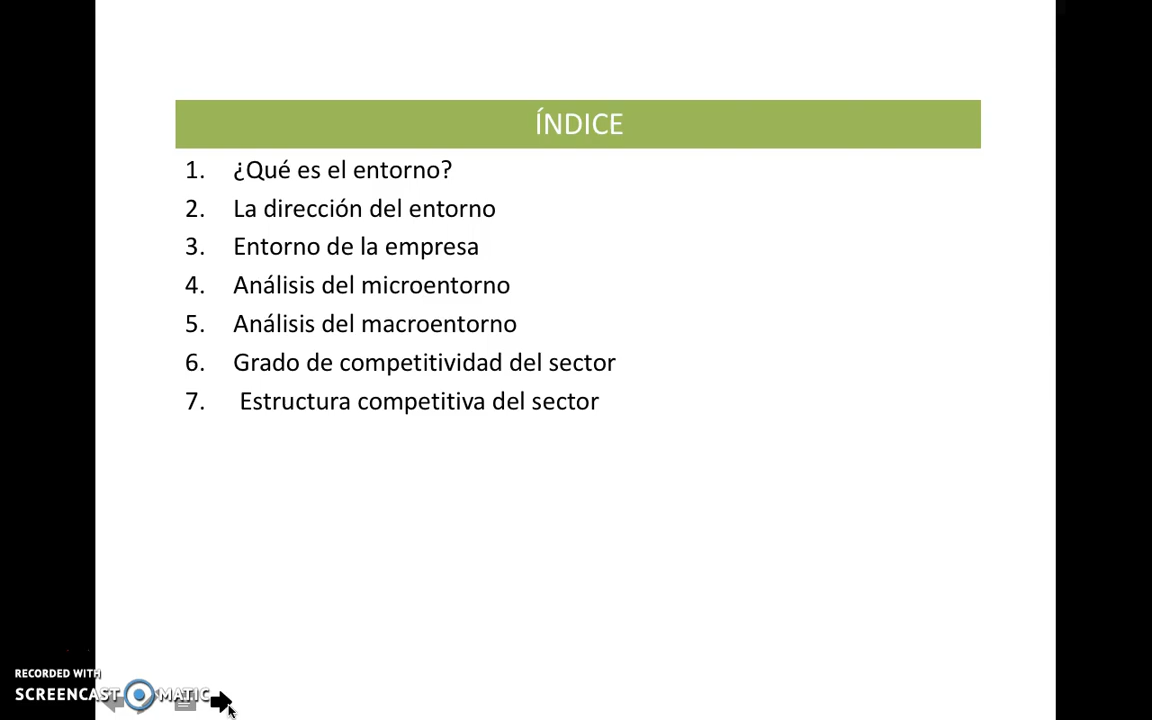 ÍNDICE
1. ¿Qué es el entorno?
2. La dirección del entorno
3. Entorno de la empresa
4. Análisis del microentorno
5. Análisis del macroentorno
6. Grado de competitividad del sector
7. Estructura competitiva del sector
RECORDED WITH
SCREENCAST MATIC